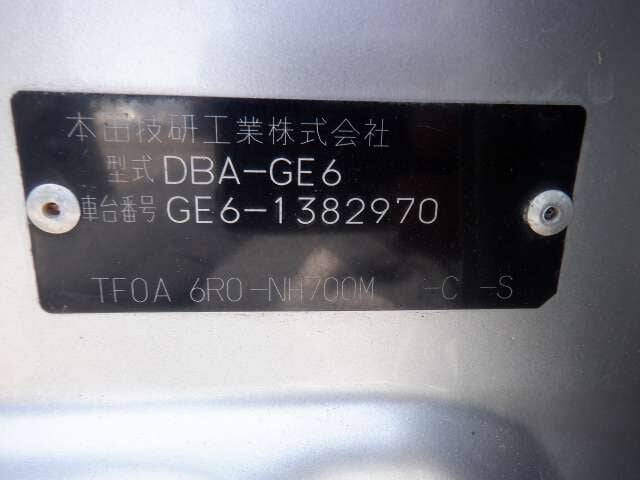 本田技研工業株式会社
型式 DBA-GE6
車台番号 GE6-1382970
TF0A 6R0-NH700M -C -S